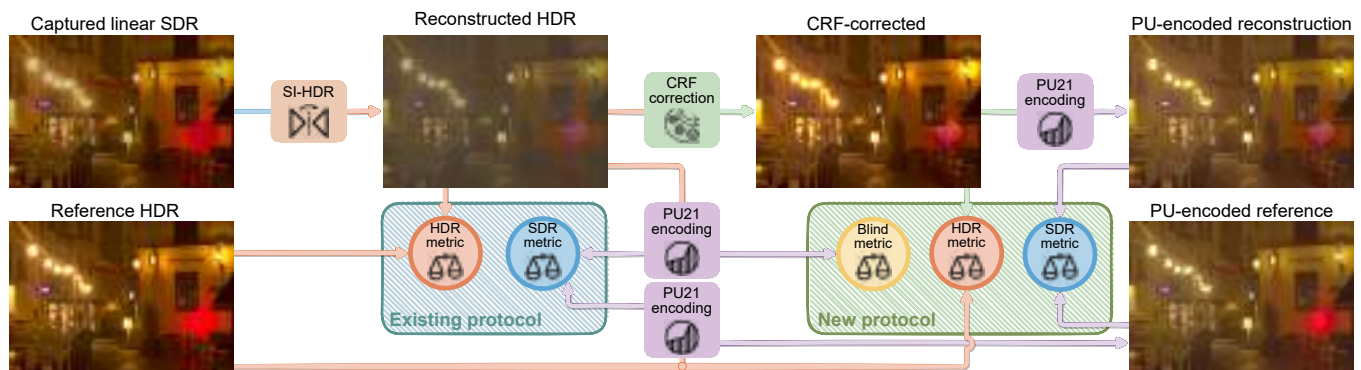 Captured linear SDR
Reconstructed HDR
CRF-corrected
PU-encoded reconstruction
SI-HDR
CRF
correction
PU21
encoding
Reference HDR
HDR
metric
SDR
metric
PU21
encoding
Blind
metric
HDR
metric
SDR
metric
PU-encoded reference
PU21
encoding
Existing protocol
New protocol